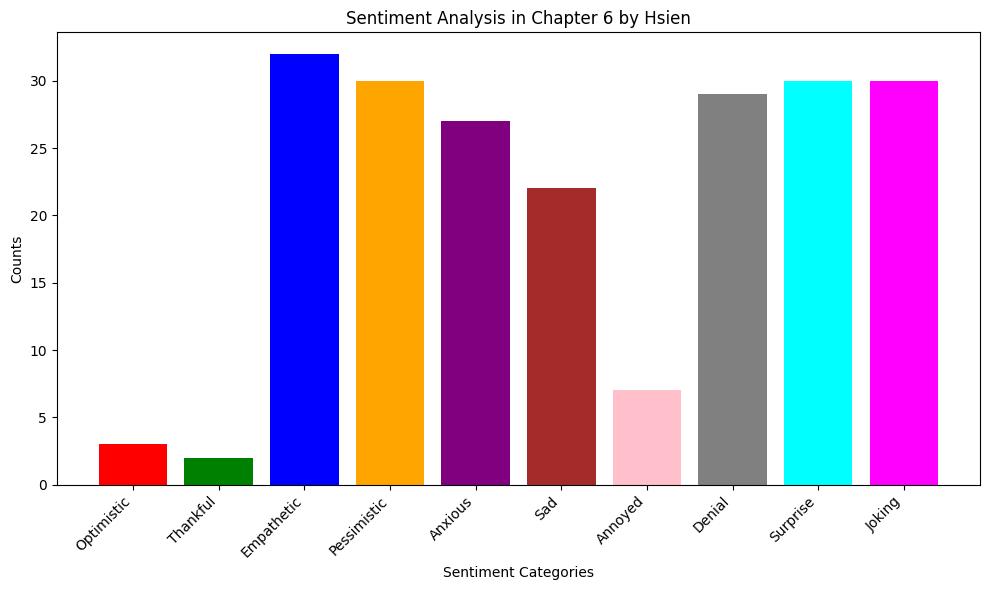 Sentiment Analysis in Chapter 6 by Hsien
Counts
30
25
20
15
10
5
0
Optimistic
Thankful
Empathetic
Pessimistic
Anxious
Sad
Annoyed
Denial
Surprise
Joking
Sentiment Categories